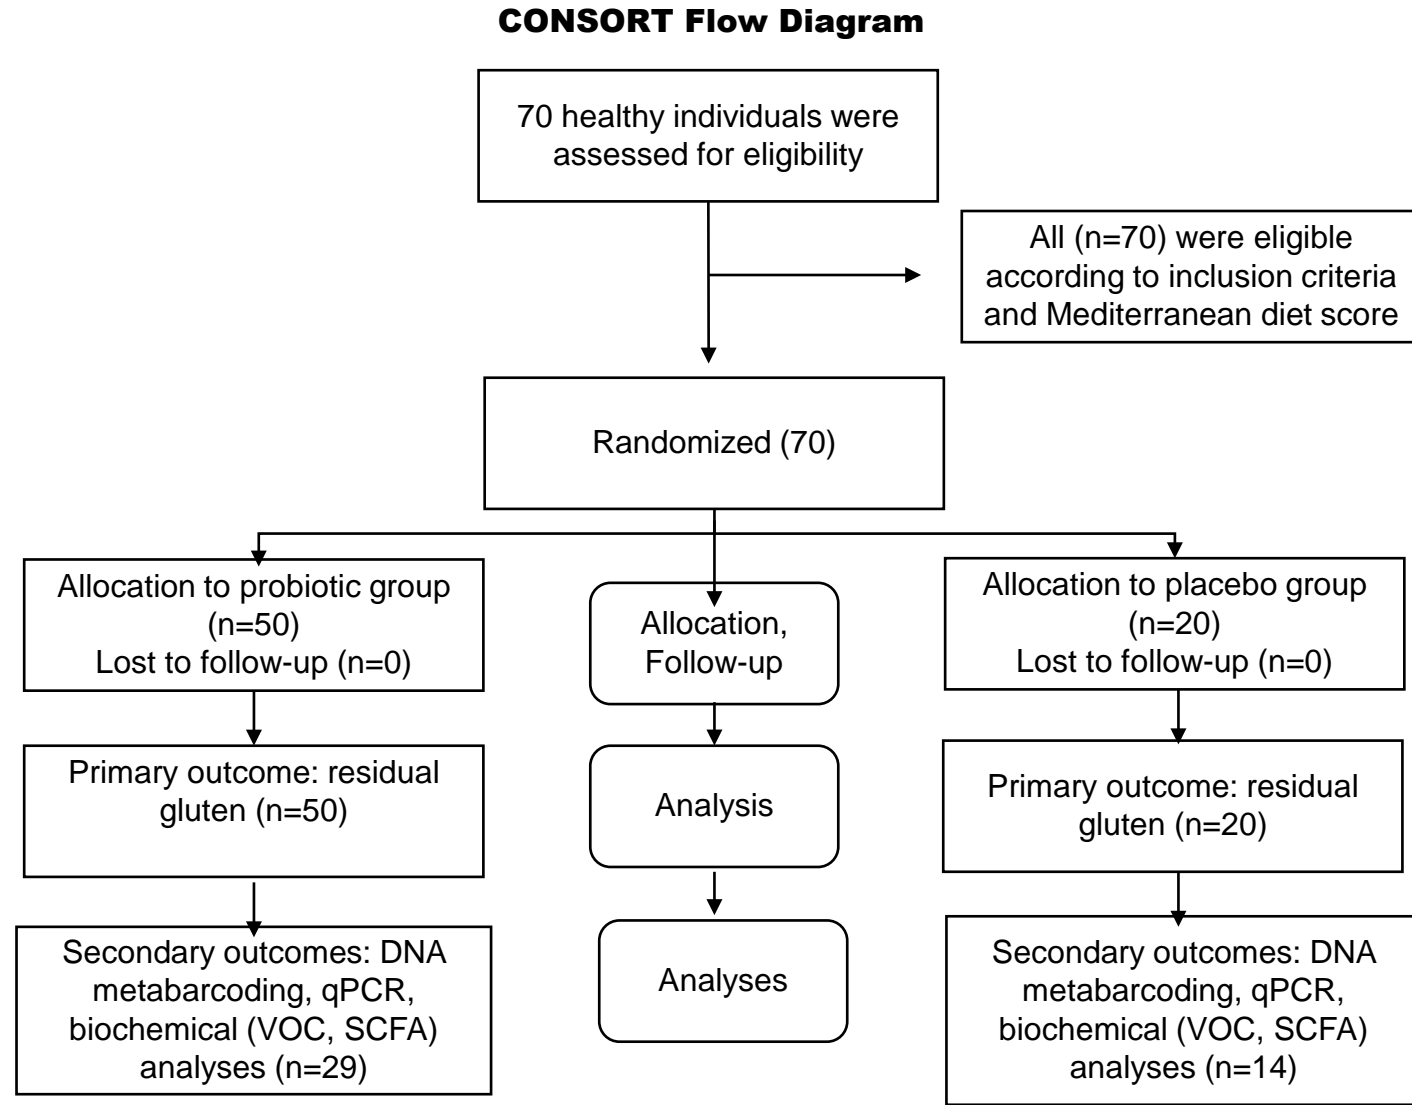 CONSORT Flow Diagram
70 healthy individuals were
assessed for eligibility
All (n=70) were eligible
according to inclusion criteria
and Mediterranean diet score
Randomized (70)
Allocation to probiotic group
(n=50)
Lost to follow-up (n=0)
Allocation,
Follow-up
Allocation to placebo group
(n=20)
Lost to follow-up (n=0)
Primary outcome: residual
gluten (n=50)
Analysis
Primary outcome: residual
gluten (n=20)
Secondary outcomes: DNA
metabarcoding, qPCR,
biochemical (VOC, SCFA)
analyses (n=29)
Analyses
Secondary outcomes: DNA
metabarcoding, qPCR,
biochemical (VOC, SCFA)
analyses (n=14)